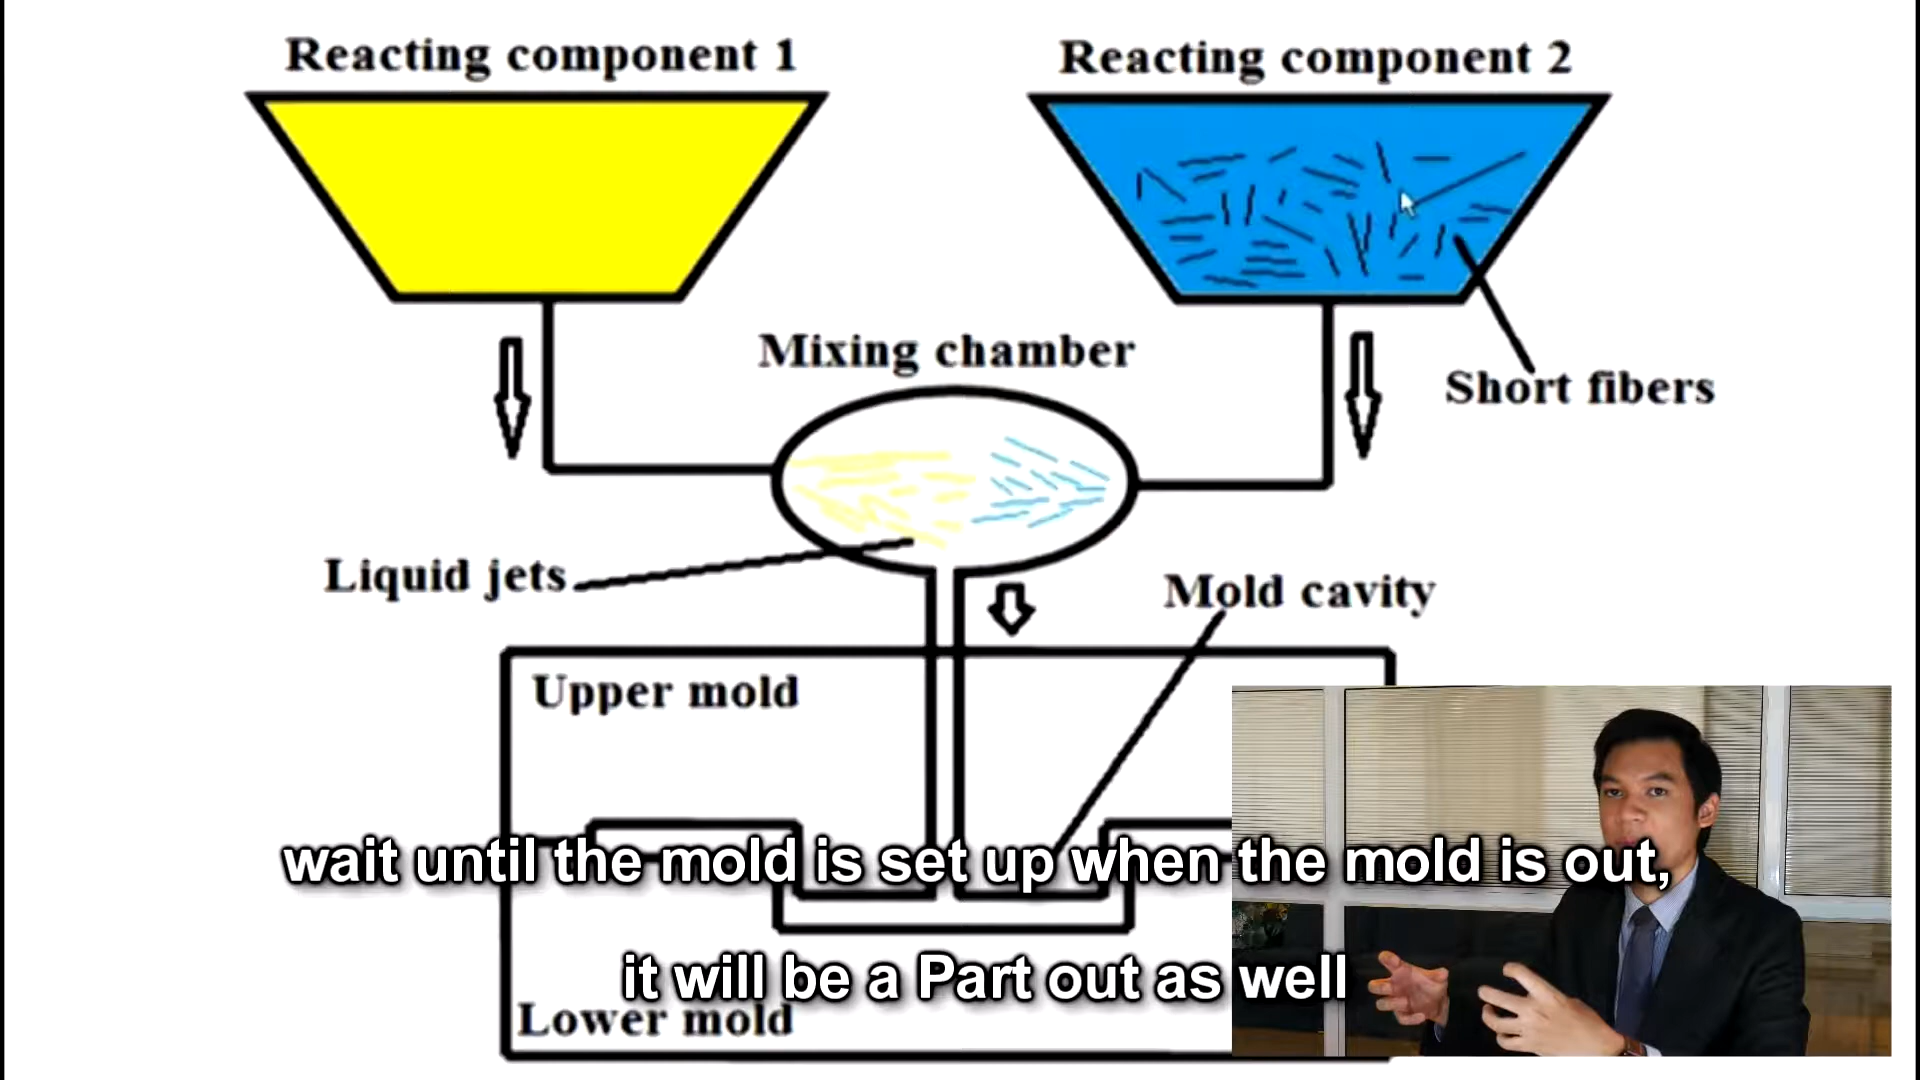 Reacting component 1
Reacting component 2
Mixing chamber
Short fibers
Liquid jets
Mold cavity
Upper mold
wait until the mold is set up when the mold is out,
it will be a Part out as well
Lower mold